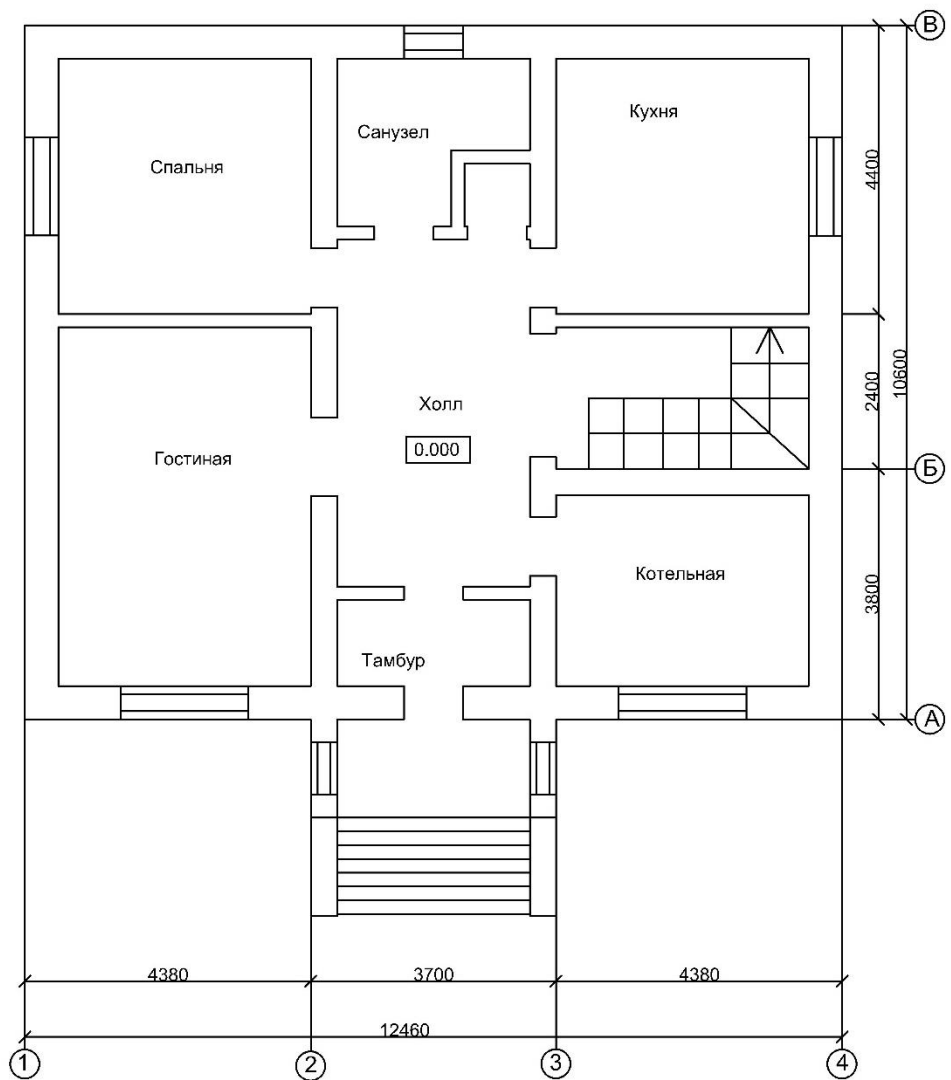 В
Кухня
Санузел
Спальня
4400
10600
2400
Холл
0.000
Гостиная
Б
Котельная
3800
Тамбур
А
4380
3700
4380
12460
1
2
3
4